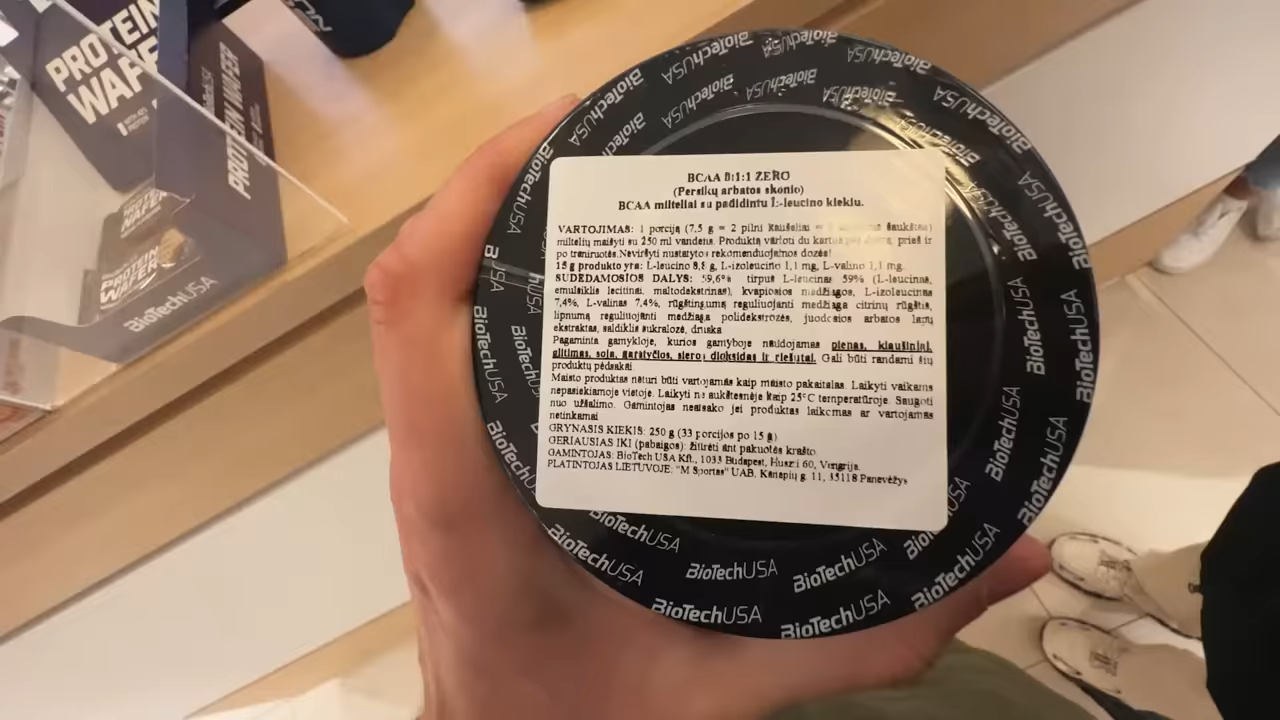 PROTEIN
WAFER
PROTEIN WAFER
BioTechUSA
BioTechUSA
BCAA 8:1:1 ZERO
(Persikų arbatos skonio)
BCAA milteliai su padidintu L-leucino kiekiu.
VARTOJIMAS: 1 porciją (7,5 g = 2 pilni kaušeliai = šaukštas)
miltelių maišyti su 250 ml vandens. Produktą vartoti du kartus per dieną, prieš ir
po treniruotės. Neviršyti nustatytos rekomenduojamos dozės!
15 g produkto yra: L-leucino 8,8 g, L-izoleucino 1,1 mg, L-valino 1,1 mg.
SUDEDAMOSIOS DALYS: 59,6% tirpus L-leucinas 59% (L-leucinas,
emulsiklis lecitinai, maltodekstrinas), kvapiosios medžiagos, L-izoleucinas
7,4%, L-valinas 7,4%, rūgštingumą reguliuojanti medžiaga citrinų rūgštis,
lipnumą reguliuojanti medžiaga polidekstrozės, juodosios arbatos lapų
ekstraktas, saldiklis sukralozė, druska
Pagaminta gamykloje, kurios gamyboje naudojamas pienas, kiaušiniai,
glitimas, soja, garstyčios, sieros dioksidas ir riešutai. Gali būti randami šių
produktų pėdsakai
Maisto produktas neturi būti vartojamas kaip maisto pakaitalas. Laikyti vaikams
nepasiekiamoje vietoje. Laikyti ne aukštesnėje kaip 25°C temperatūroje. Saugoti
nuo užšalimo. Gamintojas neatsako jei produktas laikomas ar vartojamas
netinkamai
GRYNASIS KIEKIS: 250 g (33 porcijos po 15 g)
GERIAUSIAS IKI (pabaigos): žiūrėti ant pakuotės krašto
GAMINTOJAS: BioTech USA Kft., 1033 Budapest, Huszti 60, Vengrija.
PLATINTOJAS LIETUVOJE: "M Sportas" UAB, Kanapių g. 11, 35118 Panevėžys